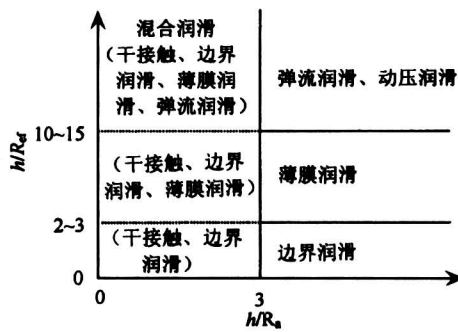 混合润滑
（干接触、边界
润滑、薄膜润
滑、弹流润滑）
弹流润滑、动压润滑
10~15
（干接触、边界
润滑、薄膜润滑）
薄膜润滑
2~3
（干接触、边界
润滑）
边界润滑
0
0
3
h/Ra
h/Ref